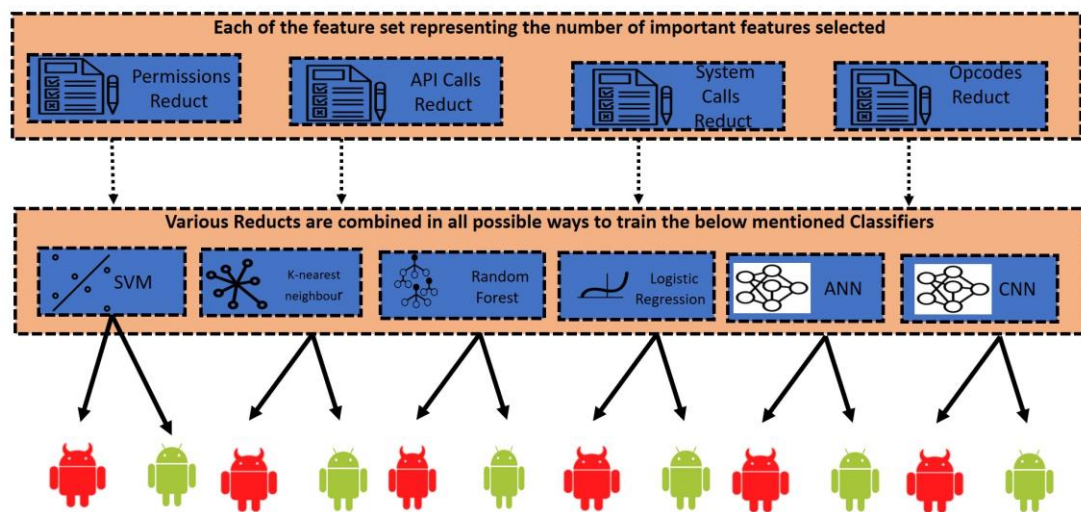 Each of the feature set representing the number of important features selected
Permissions
Reduct
API Calls
Reduct
System
Calls
Reduct
Opcodes
Reduct
Various Reducts are combined in all possible ways to train the below mentioned Classifiers
SVM
K-nearest
neighbour
Random
Forest
Logistic
Regression
ANN
CNN